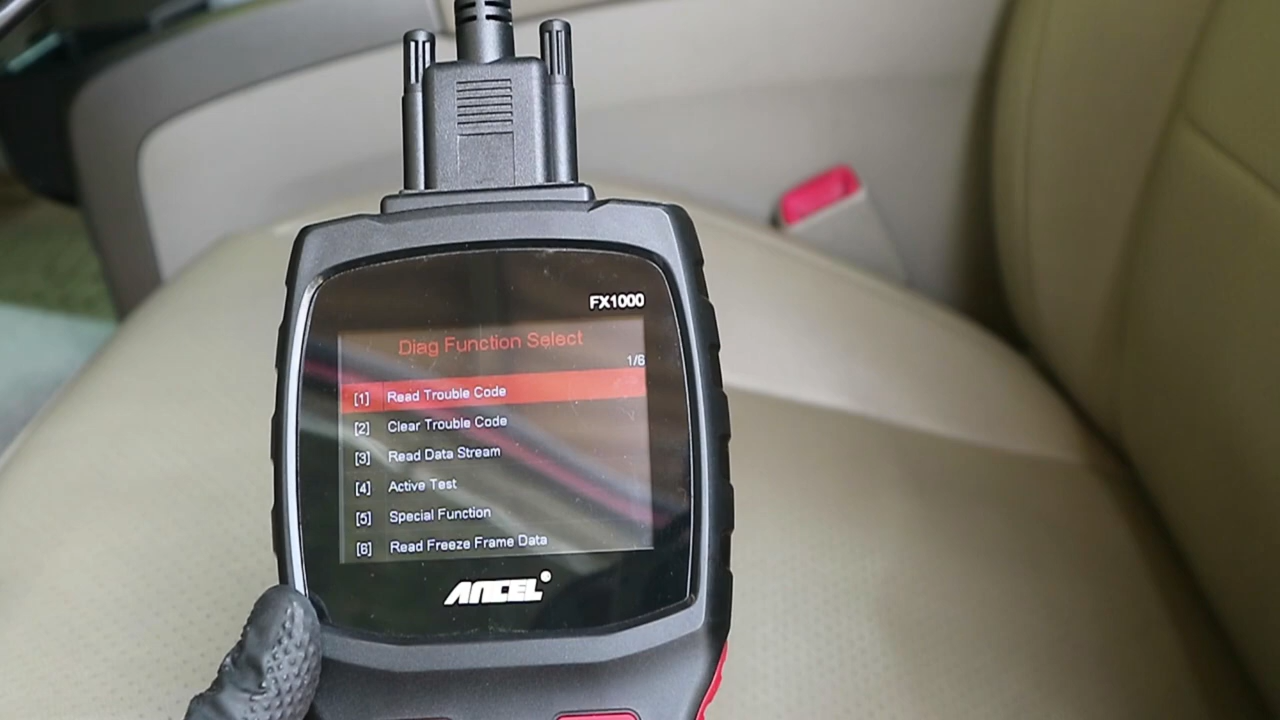 FX1000
Diag Function Select
1/6
[1] Read Trouble Code
[2] Clear Trouble Code
[3] Read Data Stream
[4] Active Test
[5] Special Function
[6] Read Freeze Frame Data
ANCEL®